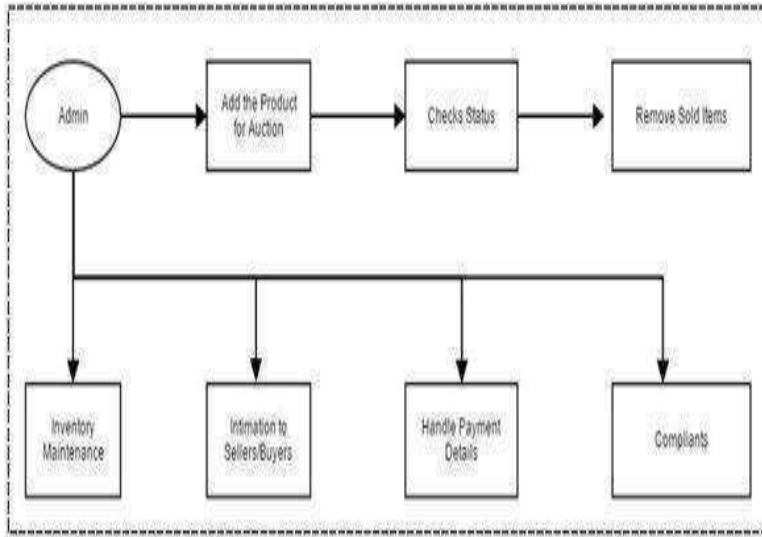 Admin
Add the Product
for Auction
Checks Status
Remove Sold Items
Inventory
Maintenance
Intimation to
Sellers/Buyers
Handle Payment
Details
Compliants